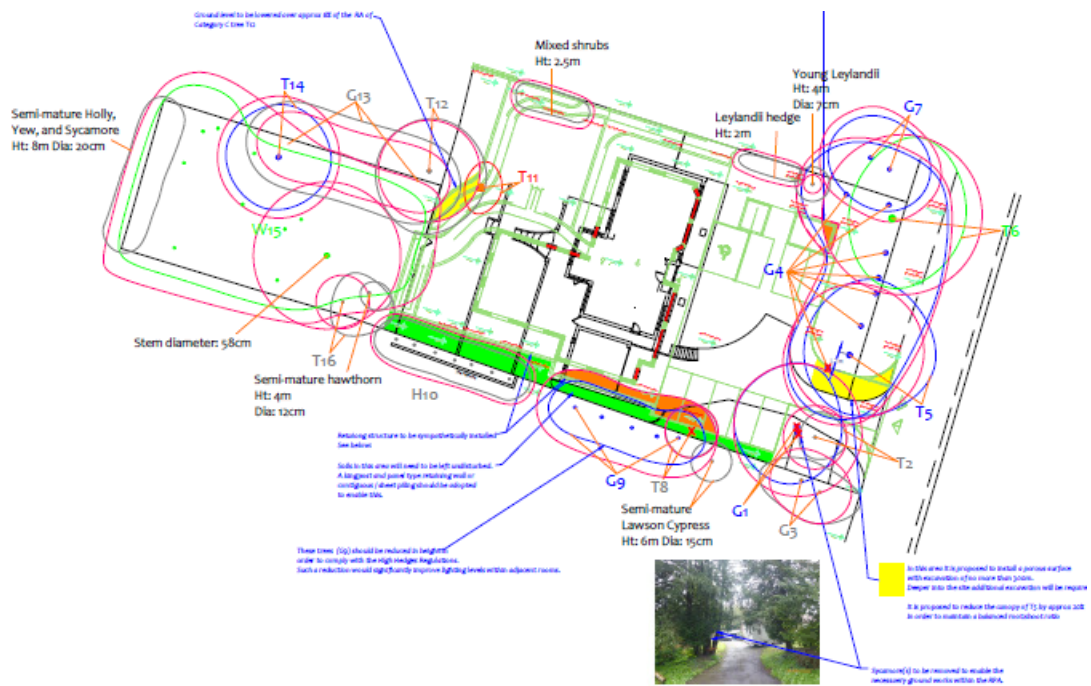 Ground level to be lowered over approx 8% of the RA of
Category C tree T12
Mixed shrubs
Ht: 2.5m
Young Leylandii
Ht: 4m
Dia: 7cm
T14
G13
T12
G7
Semi-mature Holly,
Yew, and Sycamore
Ht: 8m Dia: 20cm
Leylandii hedge
Ht: 2m
T11
T6
W15
G4
Stem diameter: 58cm
T16
Semi-mature hawthorn
Ht: 4m
Dia: 12cm
H10
T5
Retaining structure to be sympathetically installed
See below:
Soils in this area will need to be left undisturbed.
A kingpost and panel type retaining wall or
contiguous / sheet piling should be adopted
to enable this.
T2
G9
T8
G1
G3
Semi-mature
Lawson Cypress
Ht: 6m Dia: 15cm
These trees (G9) should be reduced in height in
order to comply with the High Hedges Regulations.
Such a reduction would significantly improve lighting levels within adjacent rooms.
In this area it is proposed to install a porous surface
with excavation of no more than
Deeper into the site additional excavation will be require
It is proposed to reduce the canopy of T5 by approx 20%
in order to maintain a balanced root:shoot ratio
Sycamore(s) to be removed to enable the
necessary ground works within the RPA.